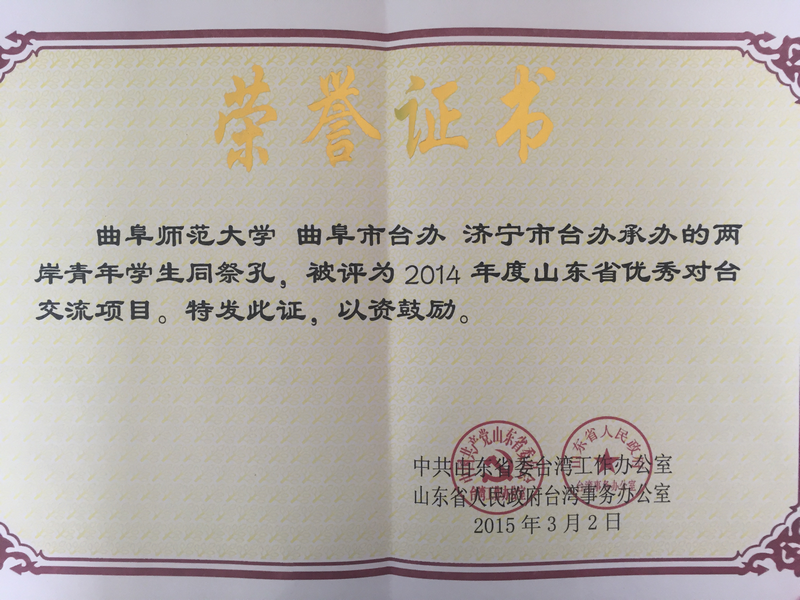 荣誉证书
曲阜师范大学 曲阜市台办 济宁市台办承办的两
岸青年学生同祭孔，被评为2014年度山东省优秀对台
交流项目。特发此证，以资鼓励。
中共山东省委台湾工作办公室
山东省人民政府台湾事务办公室
2015年3月2日